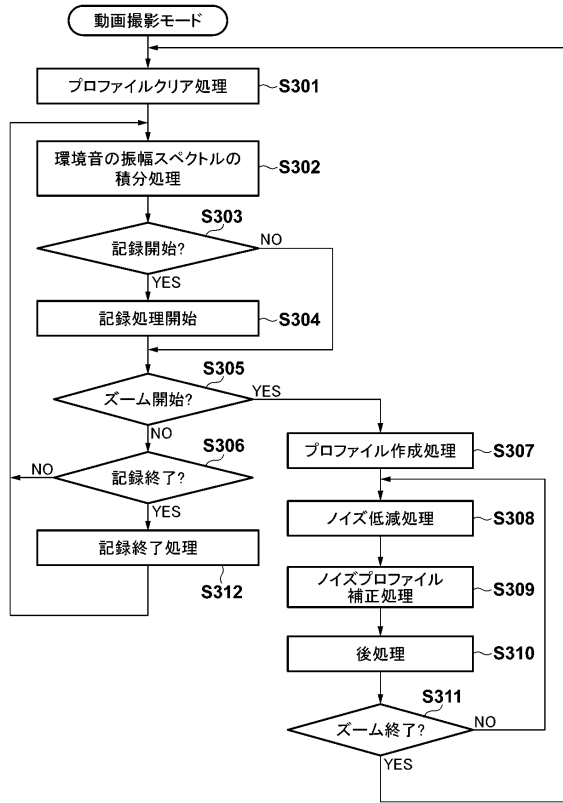 動画撮影モード
プロファイルクリア処理
S301
環境音の振幅スペクトルの
積分処理
S302
S303
記録開始?
NO
YES
記録処理開始
S304
S305
ズーム開始?
YES
NO
S306
記録終了?
NO
YES
記録終了処理
S312
プロファイル作成処理
S307
ノイズ低減処理
S308
ノイズプロファイル
補正処理
S309
後処理
S310
S311
ズーム終了?
NO
YES